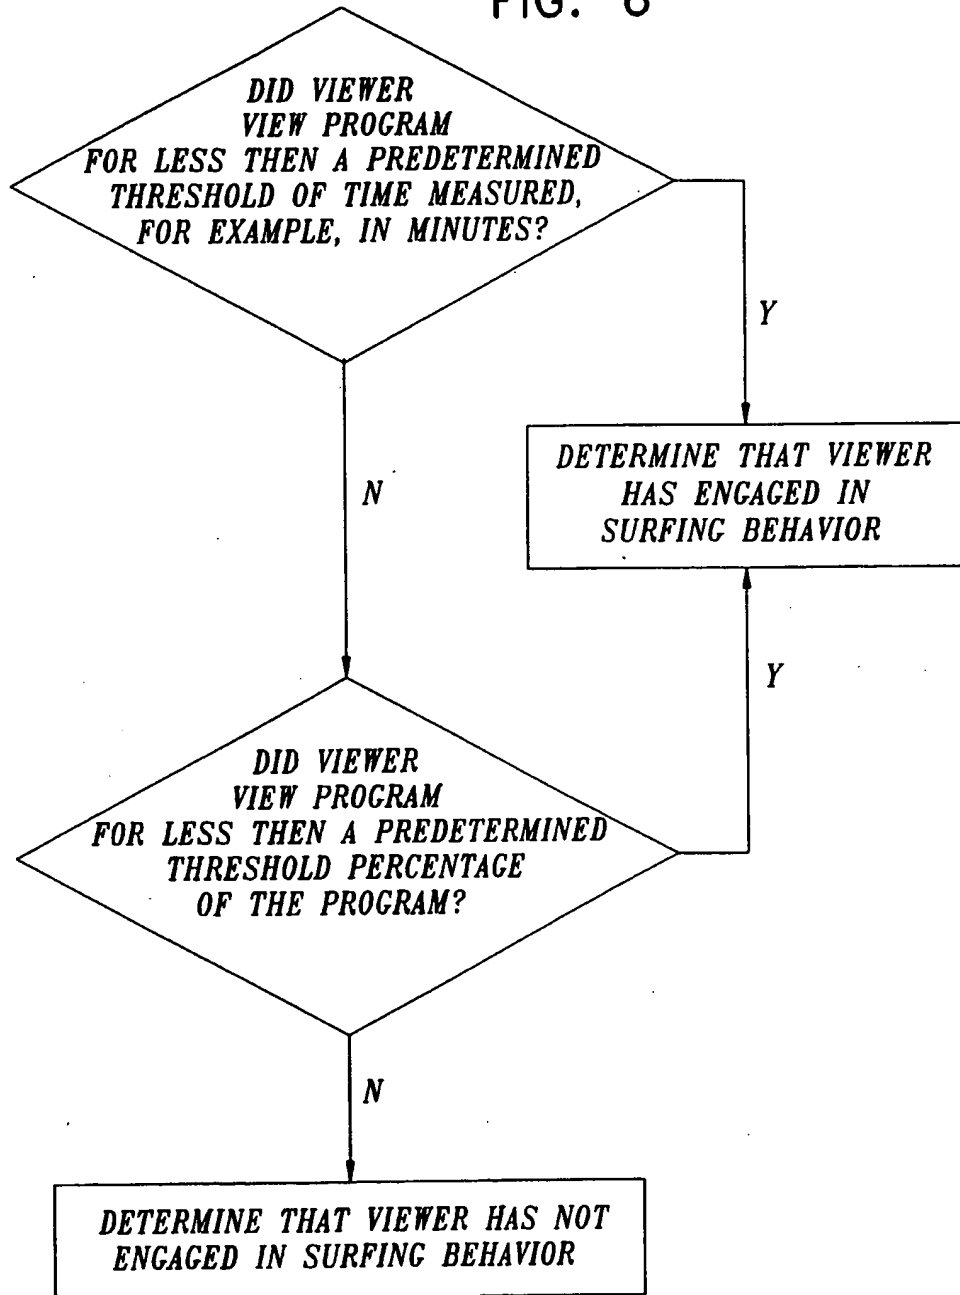 FIG. 6
DID VIEWER
VIEW PROGRAM
FOR LESS THEN A PREDETERMINED
THRESHOLD OF TIME MEASURED,
FOR EXAMPLE, IN MINUTES?
Y
DETERMINE THAT VIEWER
HAS ENGAGED IN
SURFING BEHAVIOR
N
Y
DID VIEWER
VIEW PROGRAM
FOR LESS THEN A PREDETERMINED
THRESHOLD PERCENTAGE
OF THE PROGRAM?
N
DETERMINE THAT VIEWER HAS NOT
ENGAGED IN SURFING BEHAVIOR